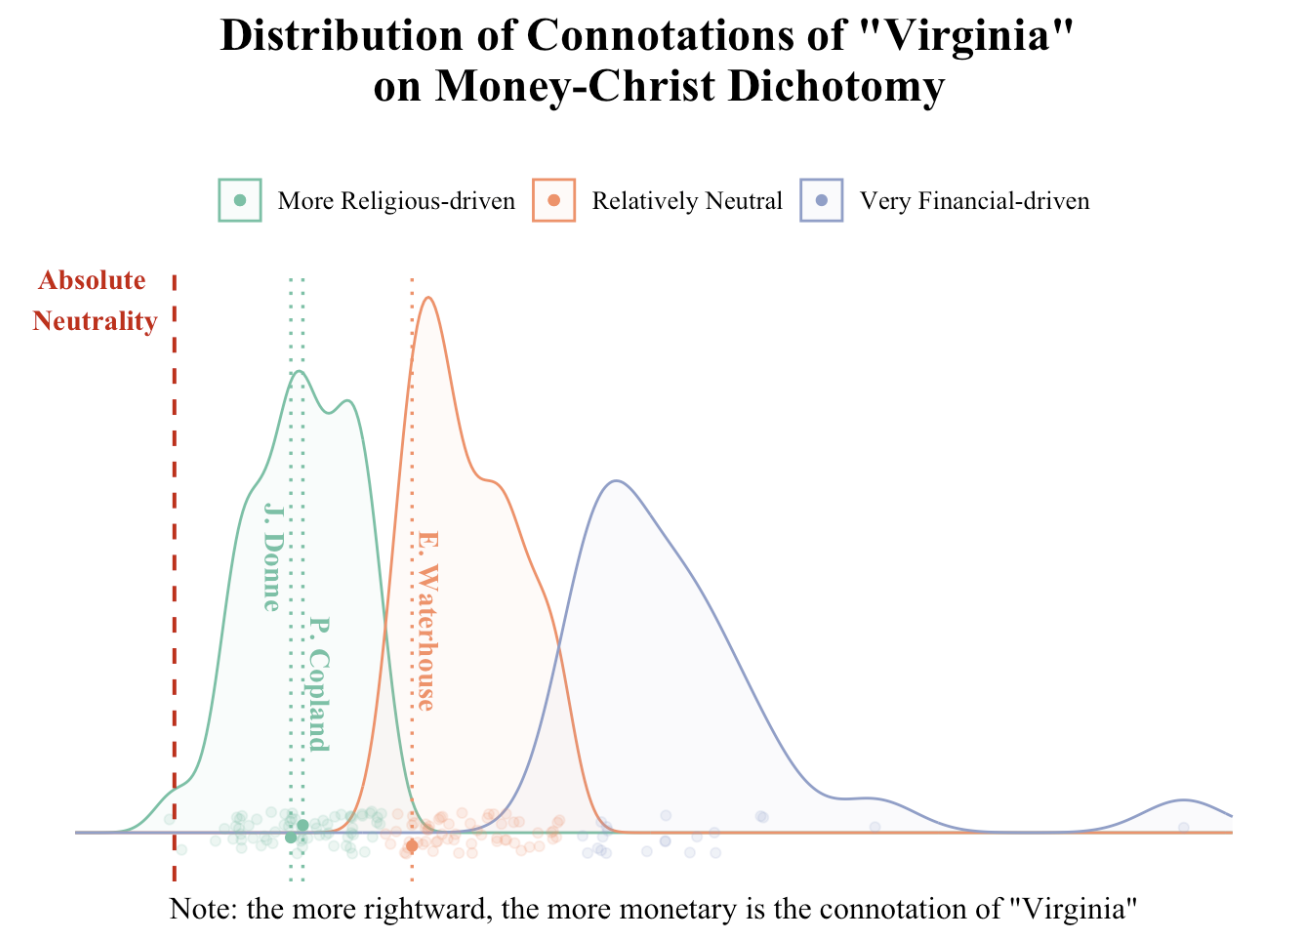 Distribution of Connotations of "Virginia"
on Money-Christ Dichotomy
More Religious-driven
Relatively Neutral
Very Financial-driven
Absolute
Neutrality
J. Donne
P. Copland
E. Waterhouse
Note: the more rightward, the more monetary is the connotation of "Virginia"